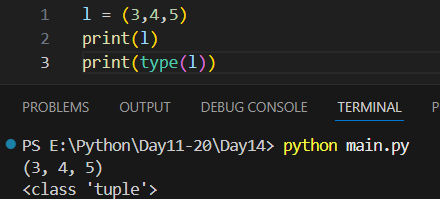 1 l = (3,4,5)
2 print(l)
3 print(type(l))
PROBLEMS OUTPUT DEBUG CONSOLE TERMINAL
PS E:\Python\Day11-20\Day14> python main.py
(3, 4, 5)
<class 'tuple'>